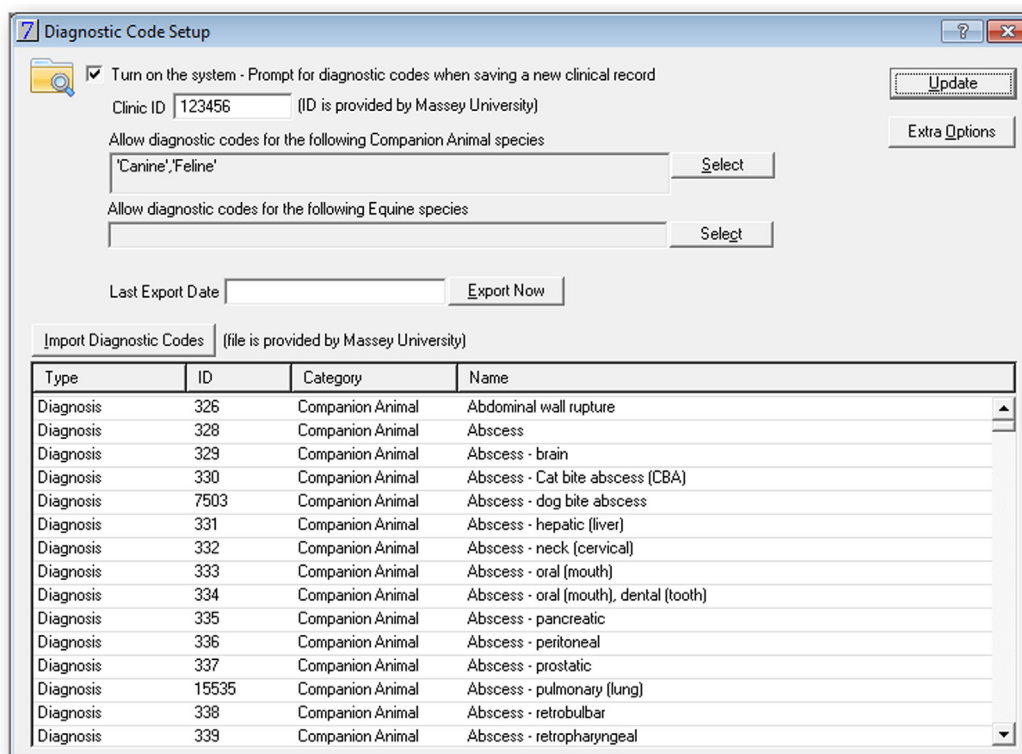 7 Diagnostic Code Setup ?
Turn on the system - Prompt for diagnostic codes when saving a new clinical record
Update
Clinic ID 123456 (ID is provided by Massey University)
Extra Options
Allow diagnostic codes for the following Companion Animal species
'Canine','Feline' Select
Allow diagnostic codes for the following Equine species
Select
Last Export Date Export Now
Import Diagnostic Codes (file is provided by Massey University)
Type ID Category Name
Diagnosis 326 Companion Animal Abdominal wall rupture
Diagnosis 328 Companion Animal Abscess
Diagnosis 329 Companion Animal Abscess - brain
Diagnosis 330 Companion Animal Abscess - Cat bite abscess (CBA)
Diagnosis 7503 Companion Animal Abscess - dog bite abscess
Diagnosis 331 Companion Animal Abscess - hepatic (liver)
Diagnosis 332 Companion Animal Abscess - neck (cervical)
Diagnosis 333 Companion Animal Abscess - oral (mouth)
Diagnosis 334 Companion Animal Abscess - oral (mouth), dental (tooth)
Diagnosis 335 Companion Animal Abscess - pancreatic
Diagnosis 336 Companion Animal Abscess - peritoneal
Diagnosis 337 Companion Animal Abscess - prostatic
Diagnosis 15535 Companion Animal Abscess - pulmonary (lung)
Diagnosis 338 Companion Animal Abscess - retrobulbar
Diagnosis 339 Companion Animal Abscess - retropharyngeal